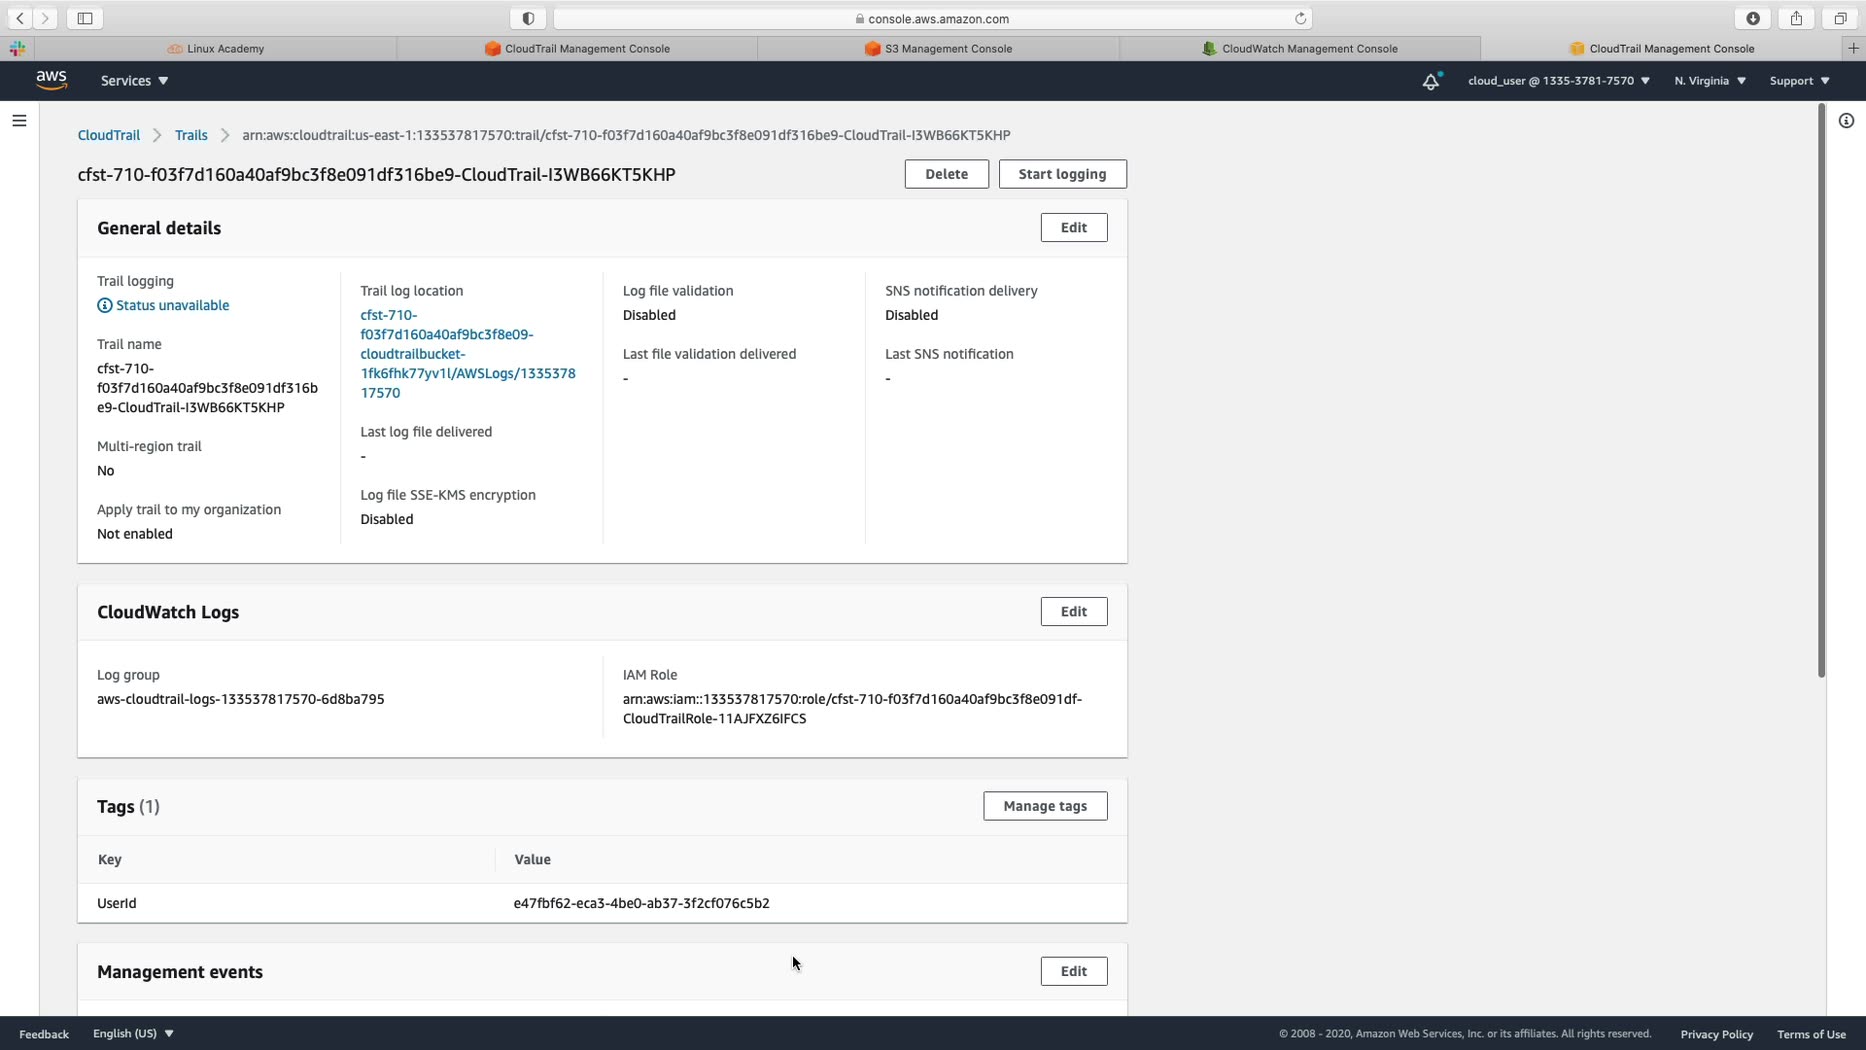 console.aws.amazon.com
Linux Academy
CloudTrail Management Console
S3 Management Console
CloudWatch Management Console
CloudTrail Management Console
aws
Services
cloud_user @ 1335-3781-7570
N. Virginia
Support
CloudTrail
Trails
arn:aws:cloudtrail:us-east-1:133537817570:trail/cfst-710-f03f7d160a40af9bc3f8e091df316be9-CloudTrail-I3WB66KT5KHP
cfst-710-f03f7d160a40af9bc3f8e091df316be9-CloudTrail-I3WB66KT5KHP
Delete
Start logging
General details
Edit
Trail logging
Status unavailable
Trail name
cfst-710-
f03f7d160a40af9bc3f8e091df316b
e9-CloudTrail-I3WB66KT5KHP
Multi-region trail
No
Apply trail to my organization
Not enabled
Trail log location
cfst-710-
f03f7d160a40af9bc3f8e09-
cloudtrailbucket-
1fk6fhk77yv1l/AWSLogs/1335378
17570
Last log file delivered
-
Log file SSE-KMS encryption
Disabled
Log file validation
Disabled
Last file validation delivered
-
SNS notification delivery
Disabled
Last SNS notification
-
CloudWatch Logs
Edit
Log group
aws-cloudtrail-logs-133537817570-6d8ba795
IAM Role
arn:aws:iam::133537817570:role/cfst-710-f03f7d160a40af9bc3f8e091df-
CloudTrailRole-11AJFXZ6IFCS
Tags (1)
Manage tags
Key
Value
UserId
e47fbf62-eca3-4be0-ab37-3f2cf076c5b2
Management events
Edit
Feedback
English (US)
© 2008 - 2020, Amazon Web Services, Inc. or its affiliates. All rights reserved.
Privacy Policy
Terms of Use